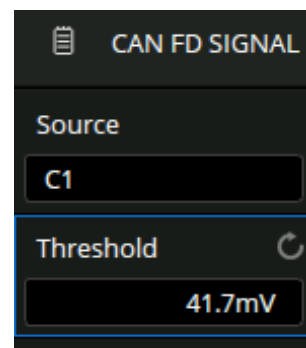 CAN FD SIGNAL
Source
C1
Threshold
41.7mV